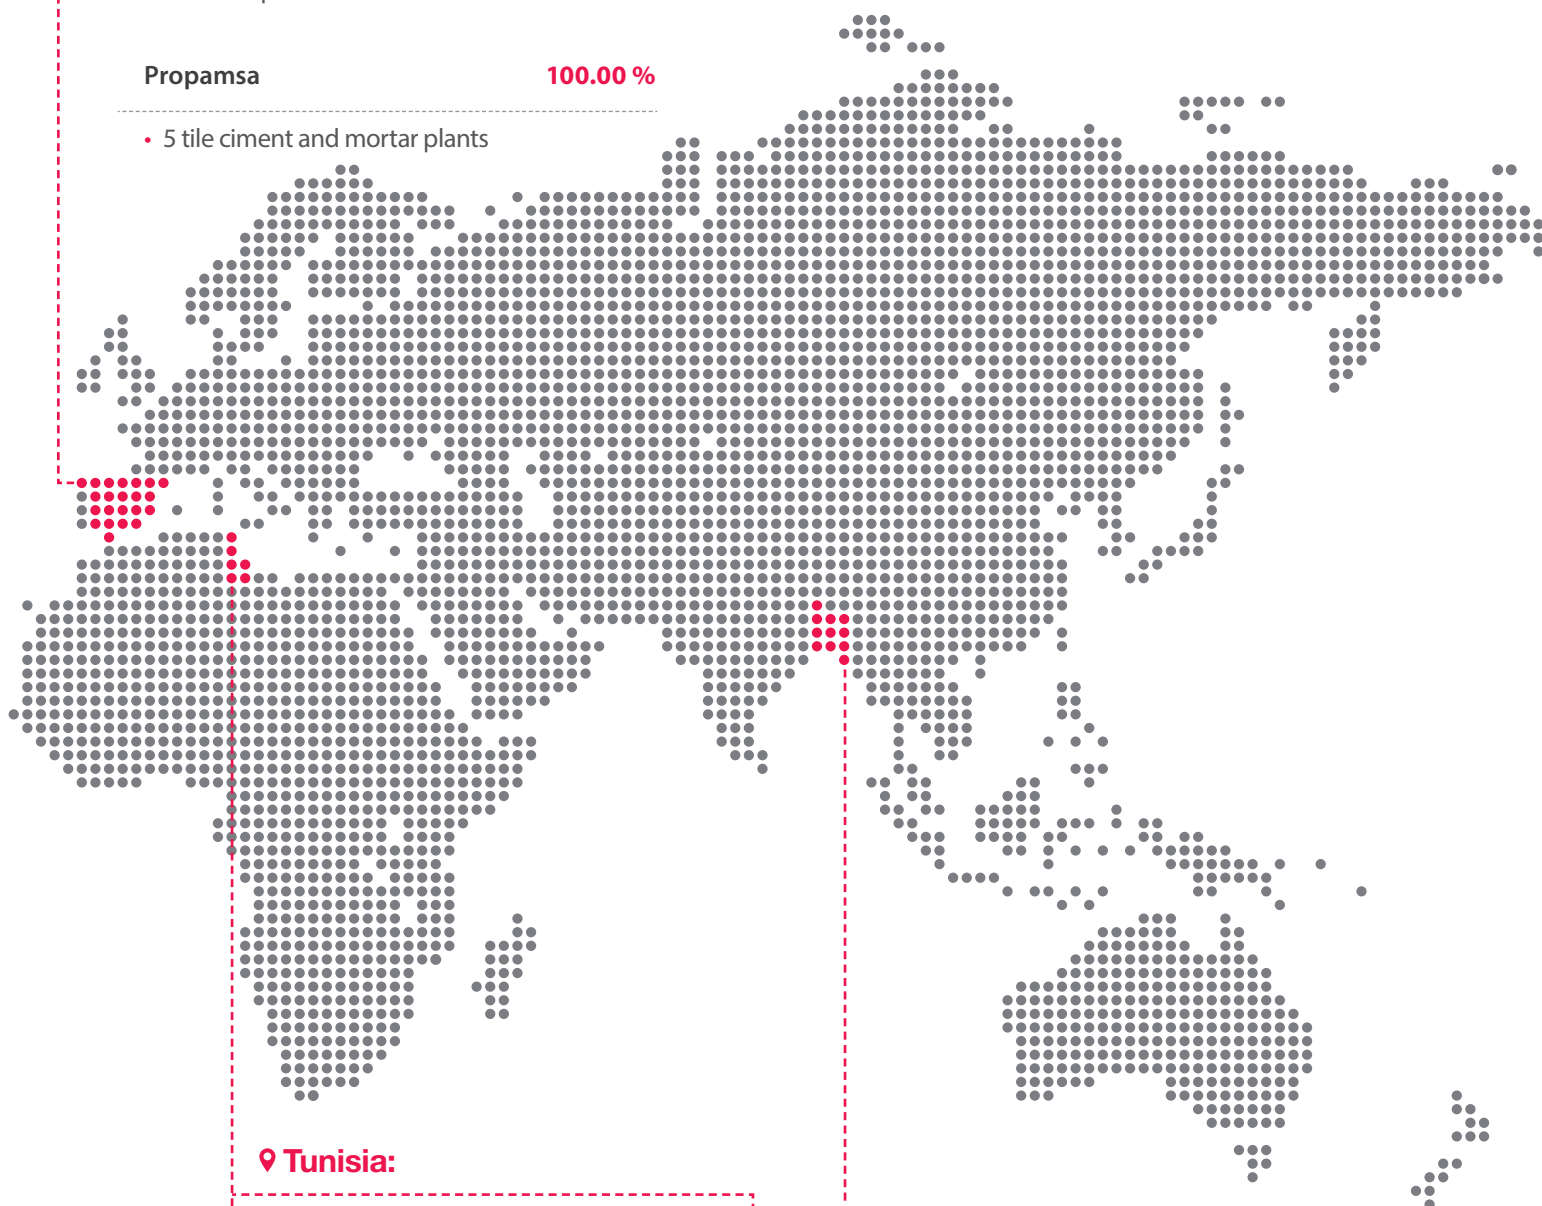 Propamsa 100.00 %
• 5 tile ciment and mortar plants
Tunisia: